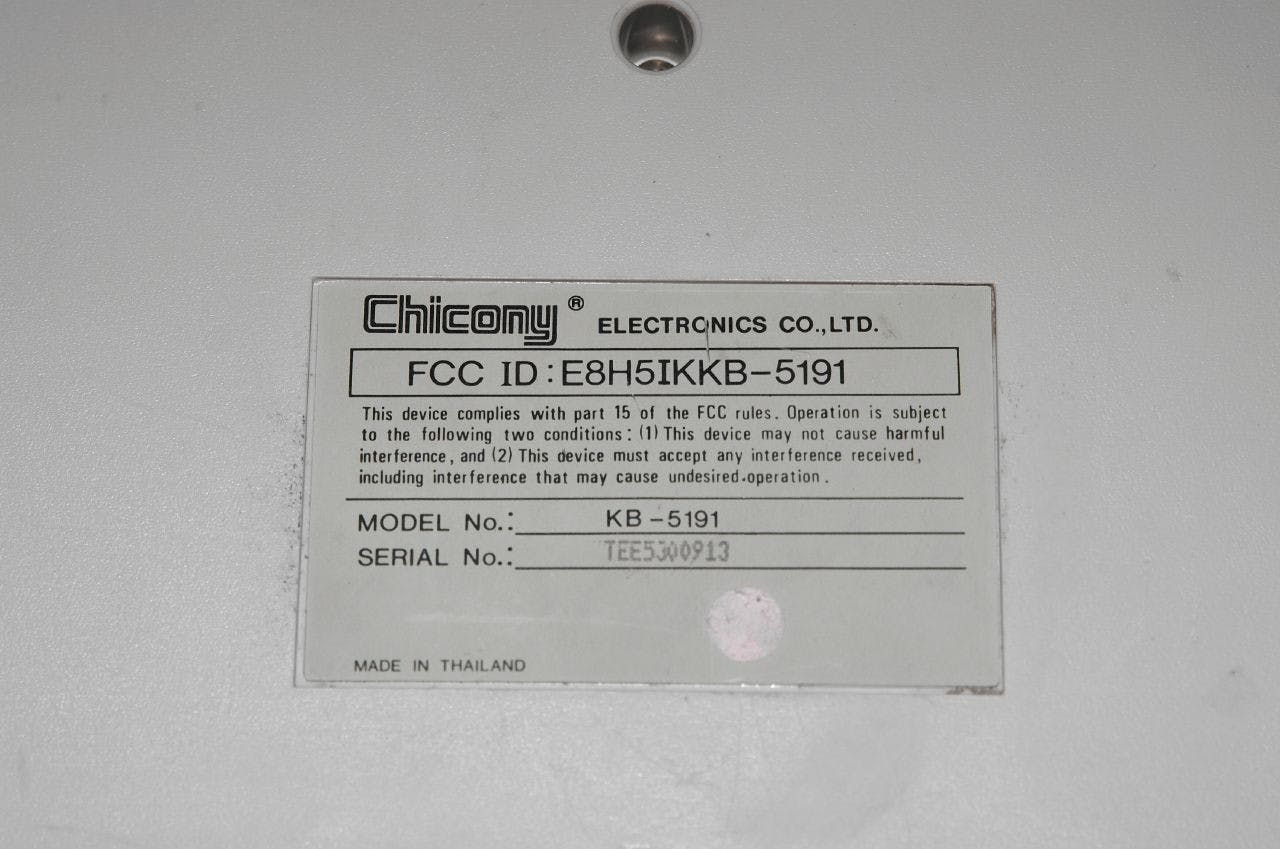 Chicony® ELECTRONICS CO.,LTD.
FCC ID:E8H5IKKB-5191
This device complies with part 15 of the FCC rules. Operation is subject
to the following two conditions: (1) This device may not cause harmful
interference, and (2) This device must accept any interference received,
including interference that may cause undesired.operation.
MODEL No.: KB-5191
SERIAL No.: TEE5300913
MADE IN THAILAND